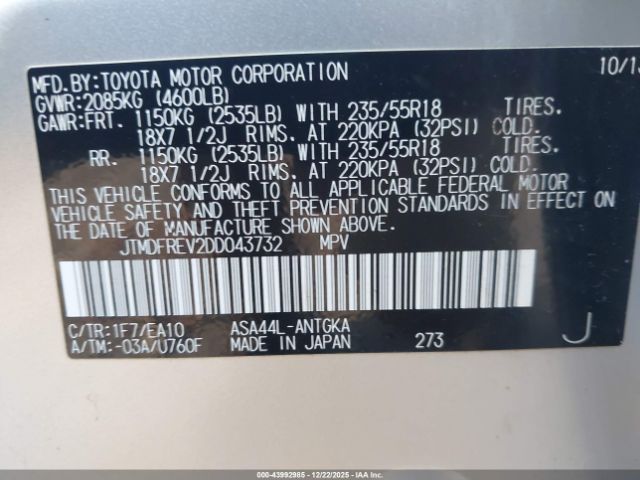 MFD.BY:TOYOTA MOTOR CORPORATION 10/13
GVWR:2085KG (4600LB)
GAWR:FRT. 1150KG (2535LB) WITH 235/55R18 TIRES.
18X7 1/2J RIMS. AT 220KPA (32PSI) COLD.
RR. 1150KG (2535LB) WITH 235/55R18 TIRES.
18X7 1/2J RIMS. AT 220KPA (32PSI) COLD.
THIS VEHICLE CONFORMS TO ALL APPLICABLE FEDERAL MOTOR
VEHICLE SAFETY AND THEFT PREVENTION STANDARDS IN EFFECT ON
THE DATE OF MANUFACTURE SHOWN ABOVE.
JTMDFREV2DD043732 MPV
C/TR:1F7/EA10 ASA44L-ANTGKA
A/TM:-03A/U760F MADE IN JAPAN 273 J
000-43992985 - 12/22/2025 - IAAI.COM